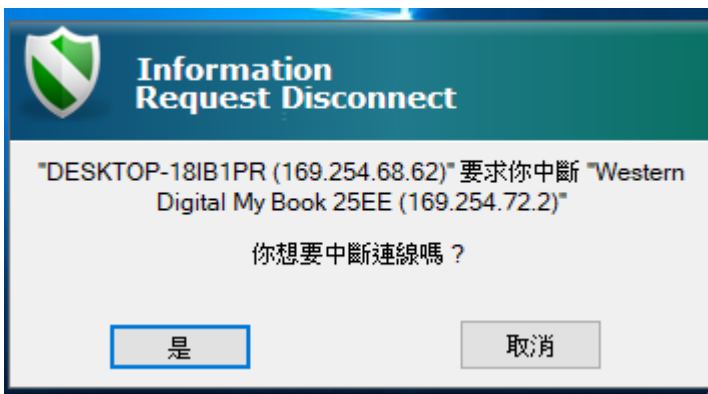 Information
Request Disconnect
"DESKTOP-18IB1PR (169.254.68.62)" 要求你中斷 "Western
Digital My Book 25EE (169.254.72.2)"
你想要中斷連線嗎？
是
取消